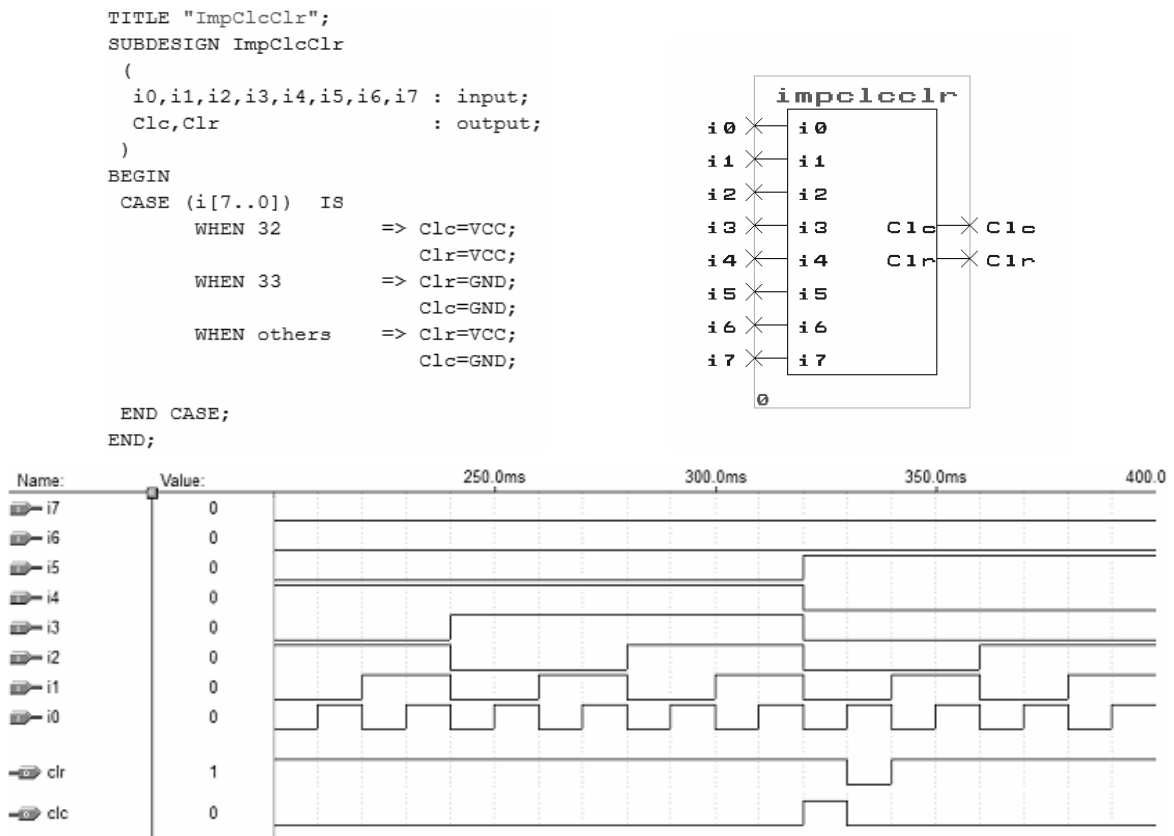 TITLE "ImpClcClr";
SUBDESIGN ImpClcClr
(
i0,i1,i2,i3,i4,i5,i6,i7 : input;
Clc,Clr : output;
)
BEGIN
CASE (i[7..0]) IS
WHEN 32 => Clc=VCC;
Clr=VCC;
WHEN 33 => Clr=GND;
Clc=GND;
WHEN others => Clr=VCC;
Clc=GND;
END CASE;
END;
impclcclr
i0 i0
i1 i1
i2 i2
i3 i3 Clc Clc
i4 i4 Clr Clr
i5 i5
i6 i6
i7 i7
0
Name: Value: 250.0ms 300.0ms 350.0ms 400.0
i7 0
i6 0
i5 0
i4 0
i3 0
i2 0
i1 0
i0 0
clr 1
clc 0